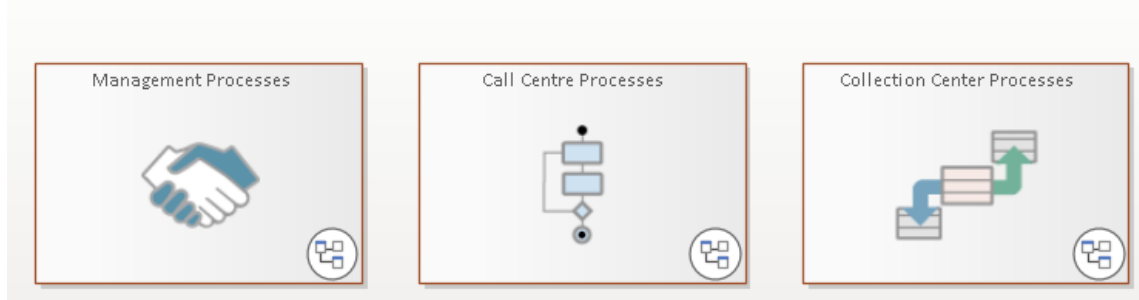 Management Processes
Call Centre Processes
Collection Center Processes